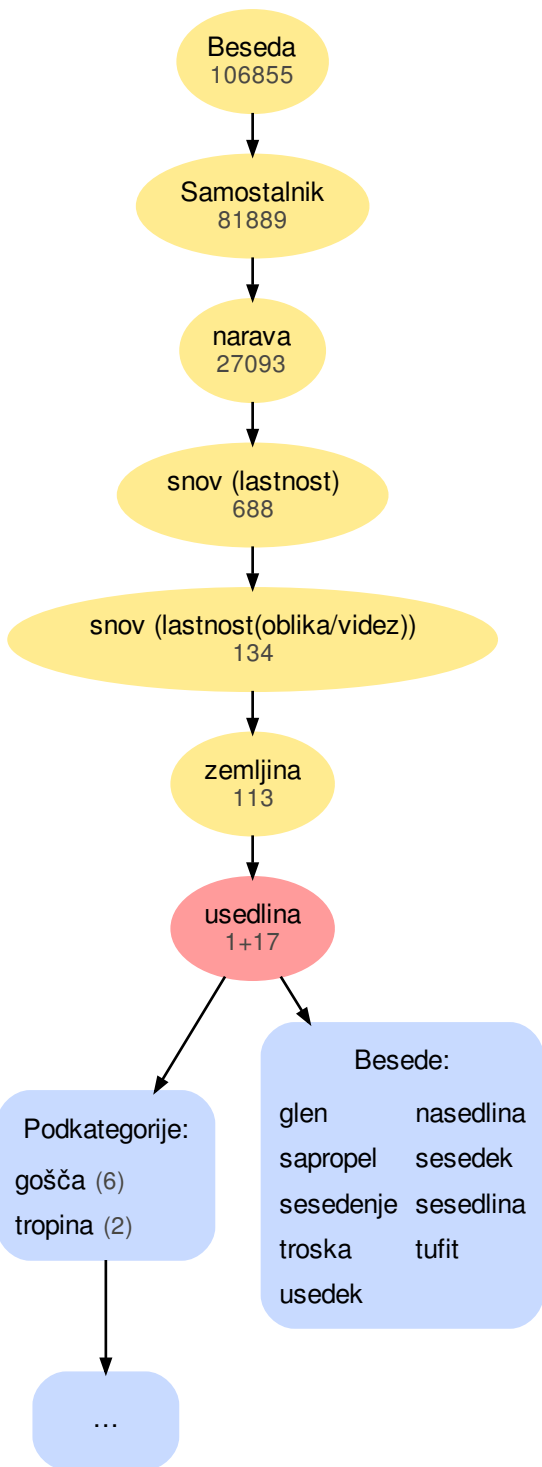 Beseda
106855
Samostalnik
81889
narava
27093
snov (lastnost)
688
snov (lastnost(oblika/videz))
134
zemljina
113
usedlina
1+17
Podkategorije:
gošča (6)
tropina (2)
...
Besede:
glen nasedlina
sapropel sesedek
sesedenje sesedlina
troska tufit
usedek